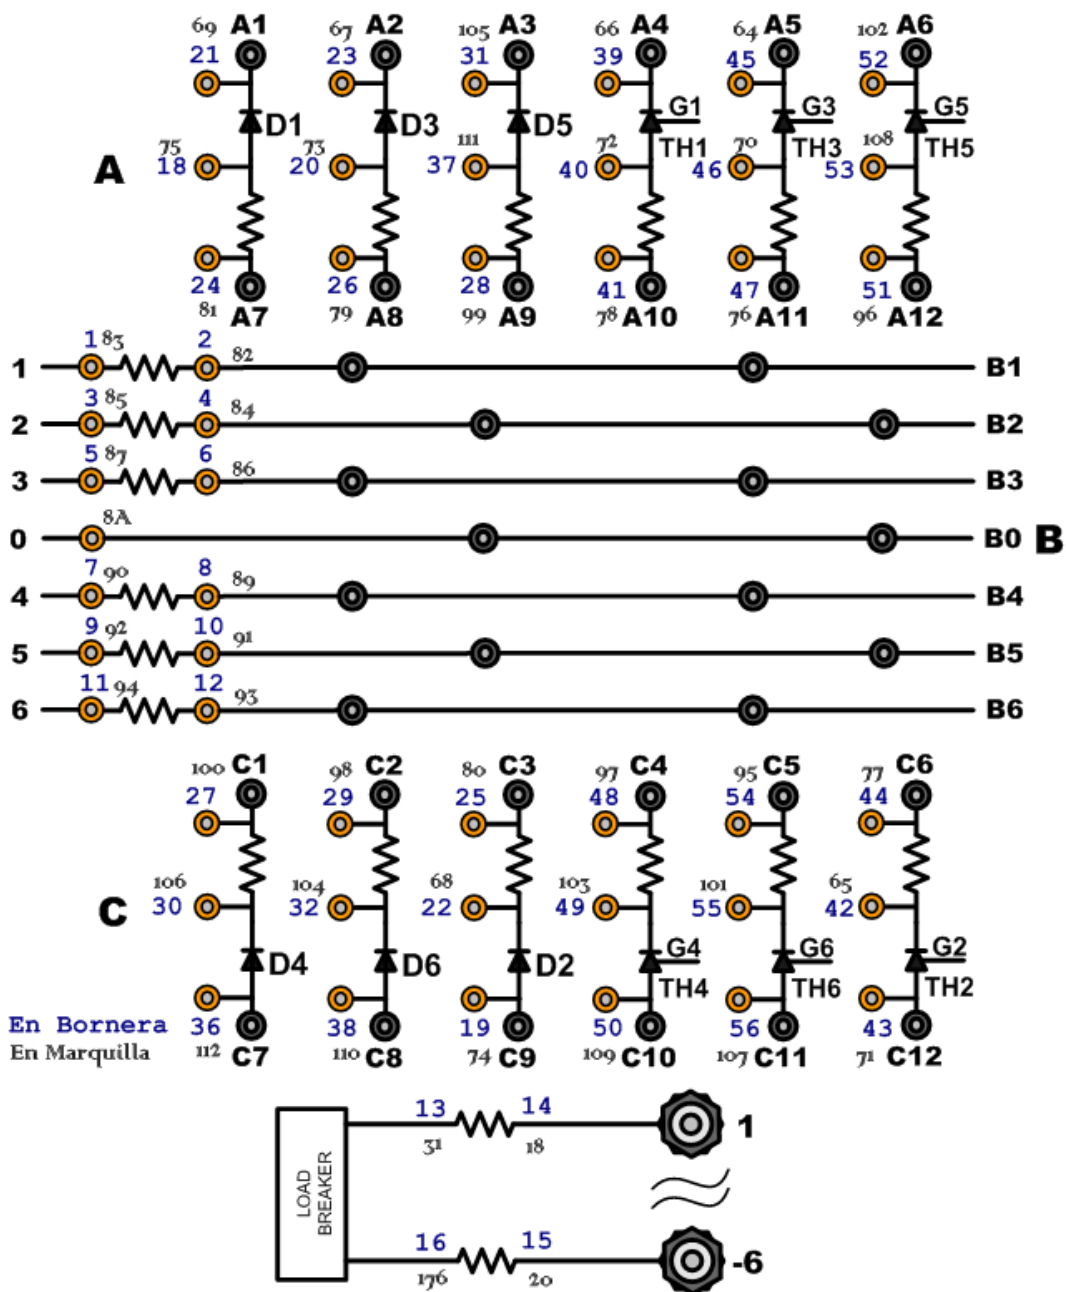 69 A1 67 A2 105 A3 66 A4 64 A5 102 A6
21 23 31 39 45 52
D1 D3 D5 G1 G3 G5
TH1 TH3 TH5
75 73 111 72 70 108
A 18 20 37 40 46 53
24 26 28 41 47 51
81 A7 79 A8 99 A9 78 A10 76 A11 96 A12
1 83 2
1 82 B1
3 85 4
2 84 B2
5 87 6
3 86 B3
8A
0 B0 B
7 90 8
4 89 B4
9 92 10
5 91 B5
11 94 12
6 93 B6
100 C1 98 C2 80 C3 97 C4 95 C5 77 C6
27 29 25 48 54 44
106 104 68 103 101 65
C 30 32 22 49 55 42
D4 D6 D2 G4 G6 G2
TH4 TH6 TH2
En Bornera 36 38 19 50 56 43
En Marquilla 112 C7 110 C8 74 C9 109 C10 107 C11 71 C12
13 14 1
31 18
LOAD
BREAKER
16 15 -6
176 20